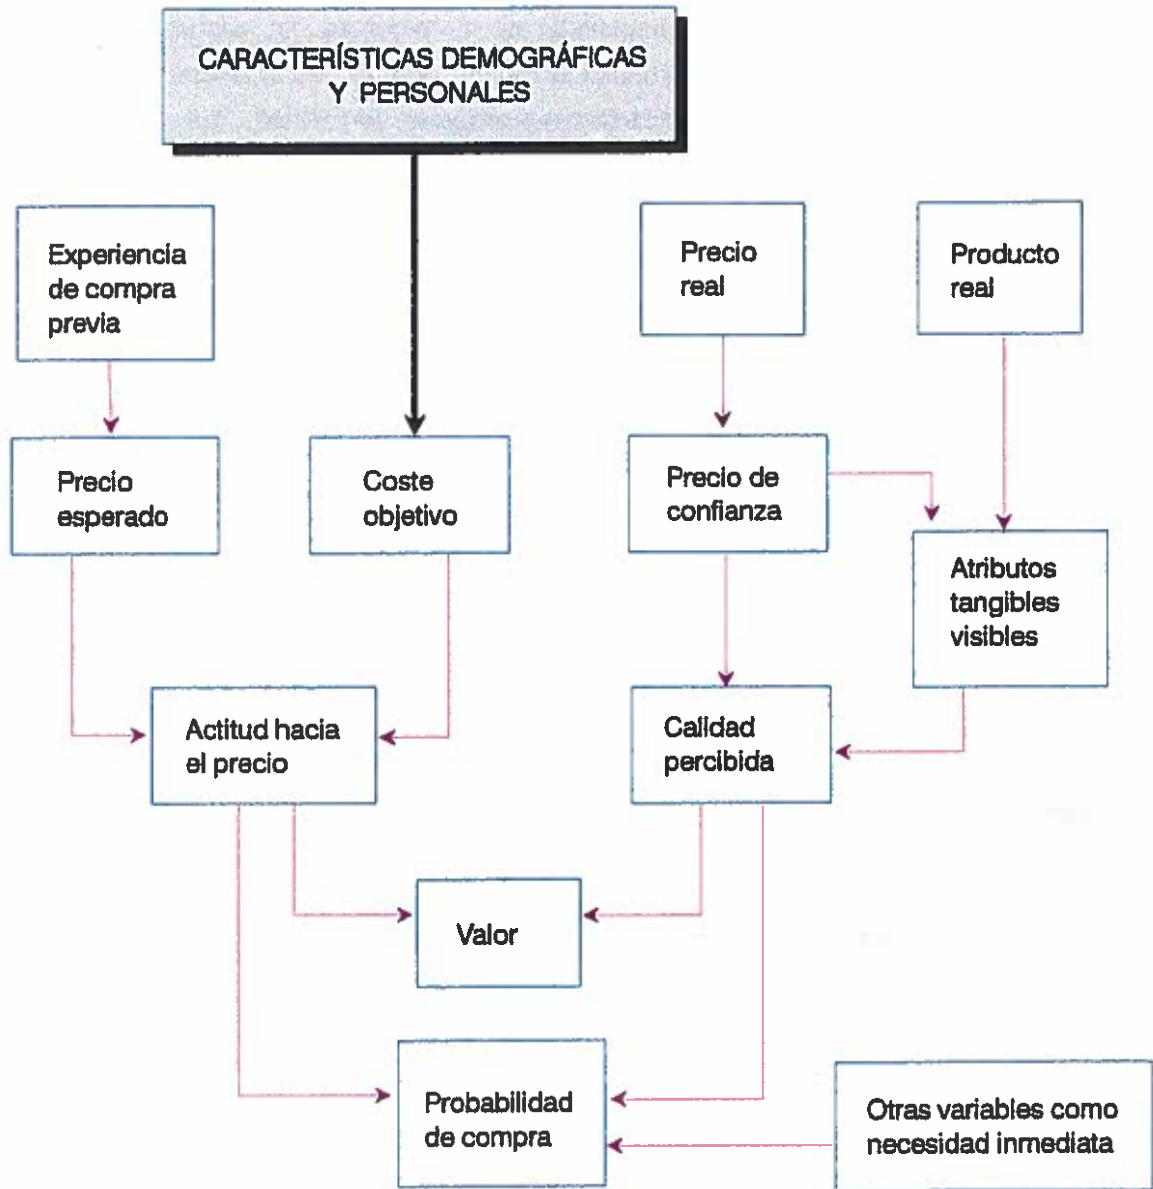 CARACTERÍSTICAS DEMOGRÁFICAS
Y PERSONALES
Experiencia
de compra
previa
Precio
real
Producto
real
Precio
esperado
Coste
objetivo
Precio de
confianza
Atributos
tangibles
visibles
Actitud hacia
el precio
Calidad
percibida
Valor
Probabilidad
de compra
Otras variables como
necesidad inmediata